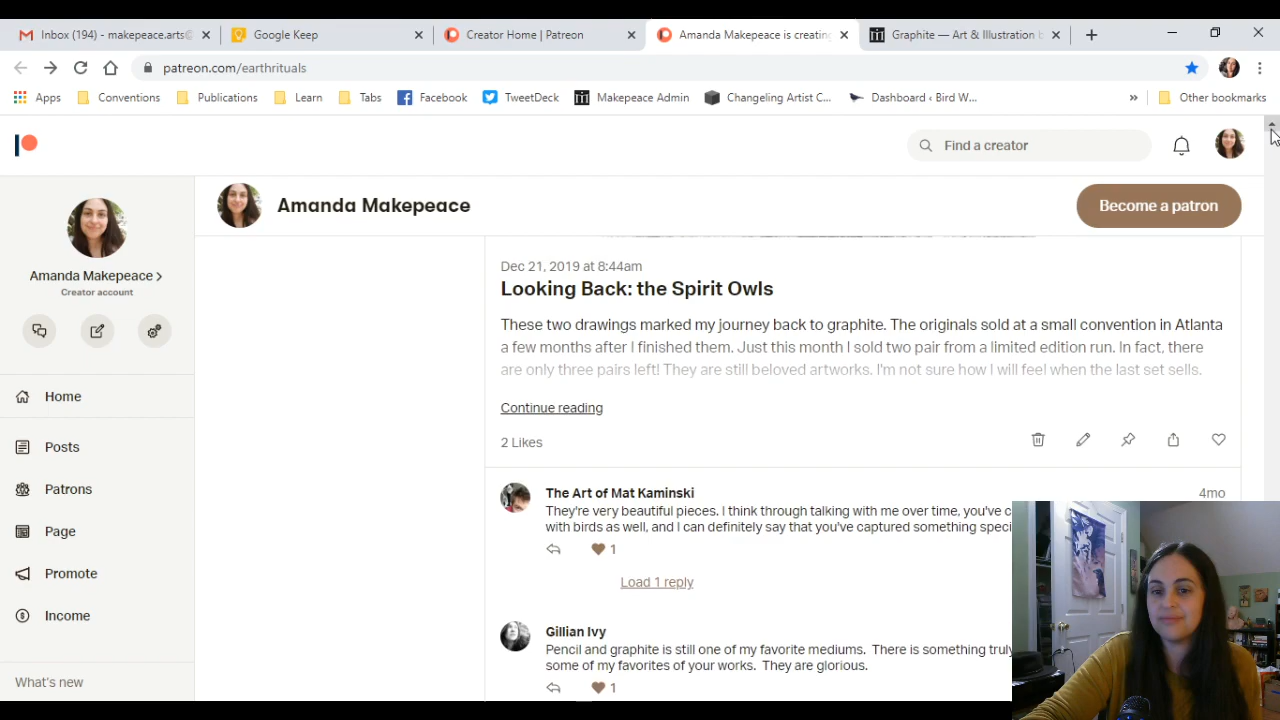 Inbox (194) - makepeace.arts@
Google Keep
Creator Home | Patreon
Amanda Makepeace is creating
Graphite — Art & Illustration b
patreon.com/earthrituals
Apps
Conventions
Publications
Learn
Tabs
Facebook
TweetDeck
Makepeace Admin
Changeling Artist C...
Dashboard ‹ Bird W...
»
Other bookmarks
Find a creator
Amanda Makepeace
Become a patron
Amanda Makepeace
Creator account
Home
Posts
Patrons
Page
Promote
Income
What's new
Dec 21, 2019 at 8:44am
Looking Back: the Spirit Owls
These two drawings marked my journey back to graphite. The originals sold at a small convention in Atlanta
a few months after I finished them. Just this month I sold two pair from a limited edition run. In fact, there
are only three pairs left! They are still beloved artworks. I'm not sure how I will feel when the last set sells.
Continue reading
2 Likes
The Art of Mat Kaminski
4mo
They're very beautiful pieces. I think through talking with me over time, you've c
with birds as well, and I can definitely say that you've captured something speci
1
Load 1 reply
Gillian Ivy
Pencil and graphite is still one of my favorite mediums. There is something truly
some of my favorites of your works. They are glorious.
1